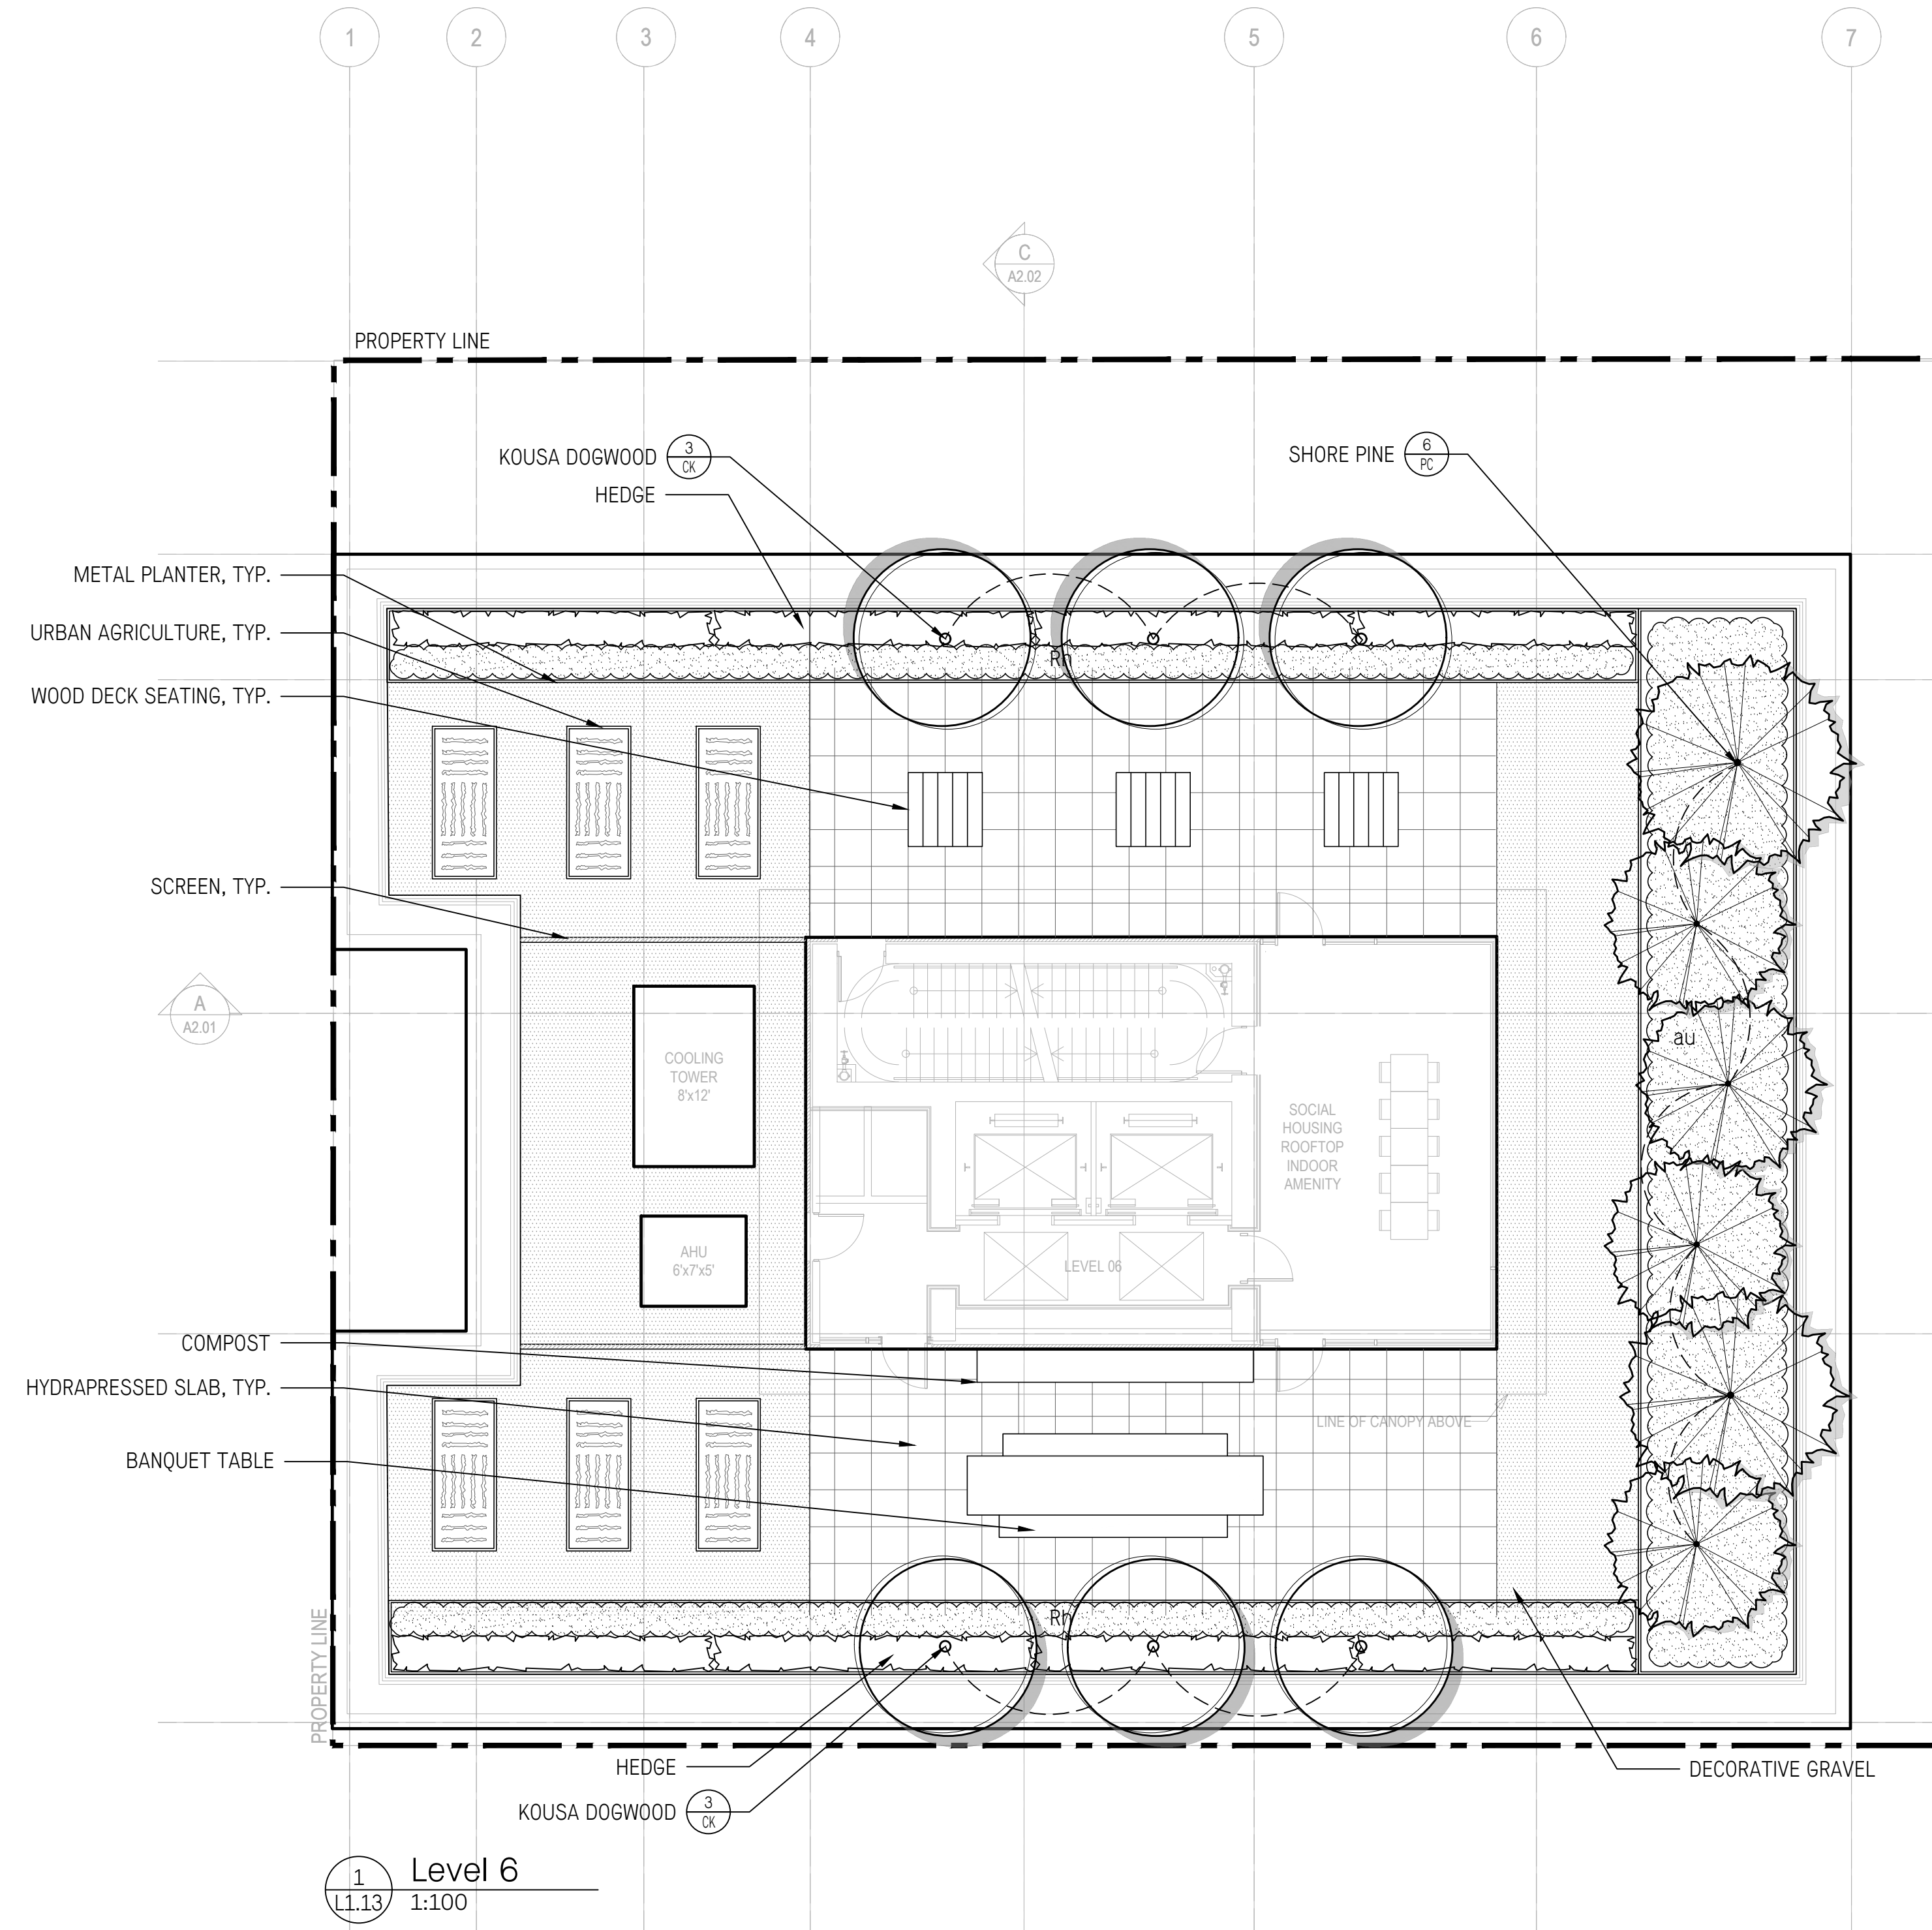 1
2
3
4
5
6
7
C
A2.02
PROPERTY LINE
KOUSA DOGWOOD
3
CK
SHORE PINE
6
PC
HEDGE
METAL PLANTER, TYP.
URBAN AGRICULTURE, TYP.
Rh
WOOD DECK SEATING, TYP.
SCREEN, TYP.
A
A2.01
COOLING
TOWER
8'x12'
au
SOCIAL
HOUSING
ROOFTOP
INDOOR
AMENITY
AHU
6'x7'x5'
LEVEL 06
COMPOST
HYDRAPRESSED SLAB, TYP.
LINE OF CANOPY ABOVE
BANQUET TABLE
Rh
PROPERTY LINE
HEDGE
DECORATIVE GRAVEL
KOUSA DOGWOOD
3
CK
1
L1.13
Level 6
1:100